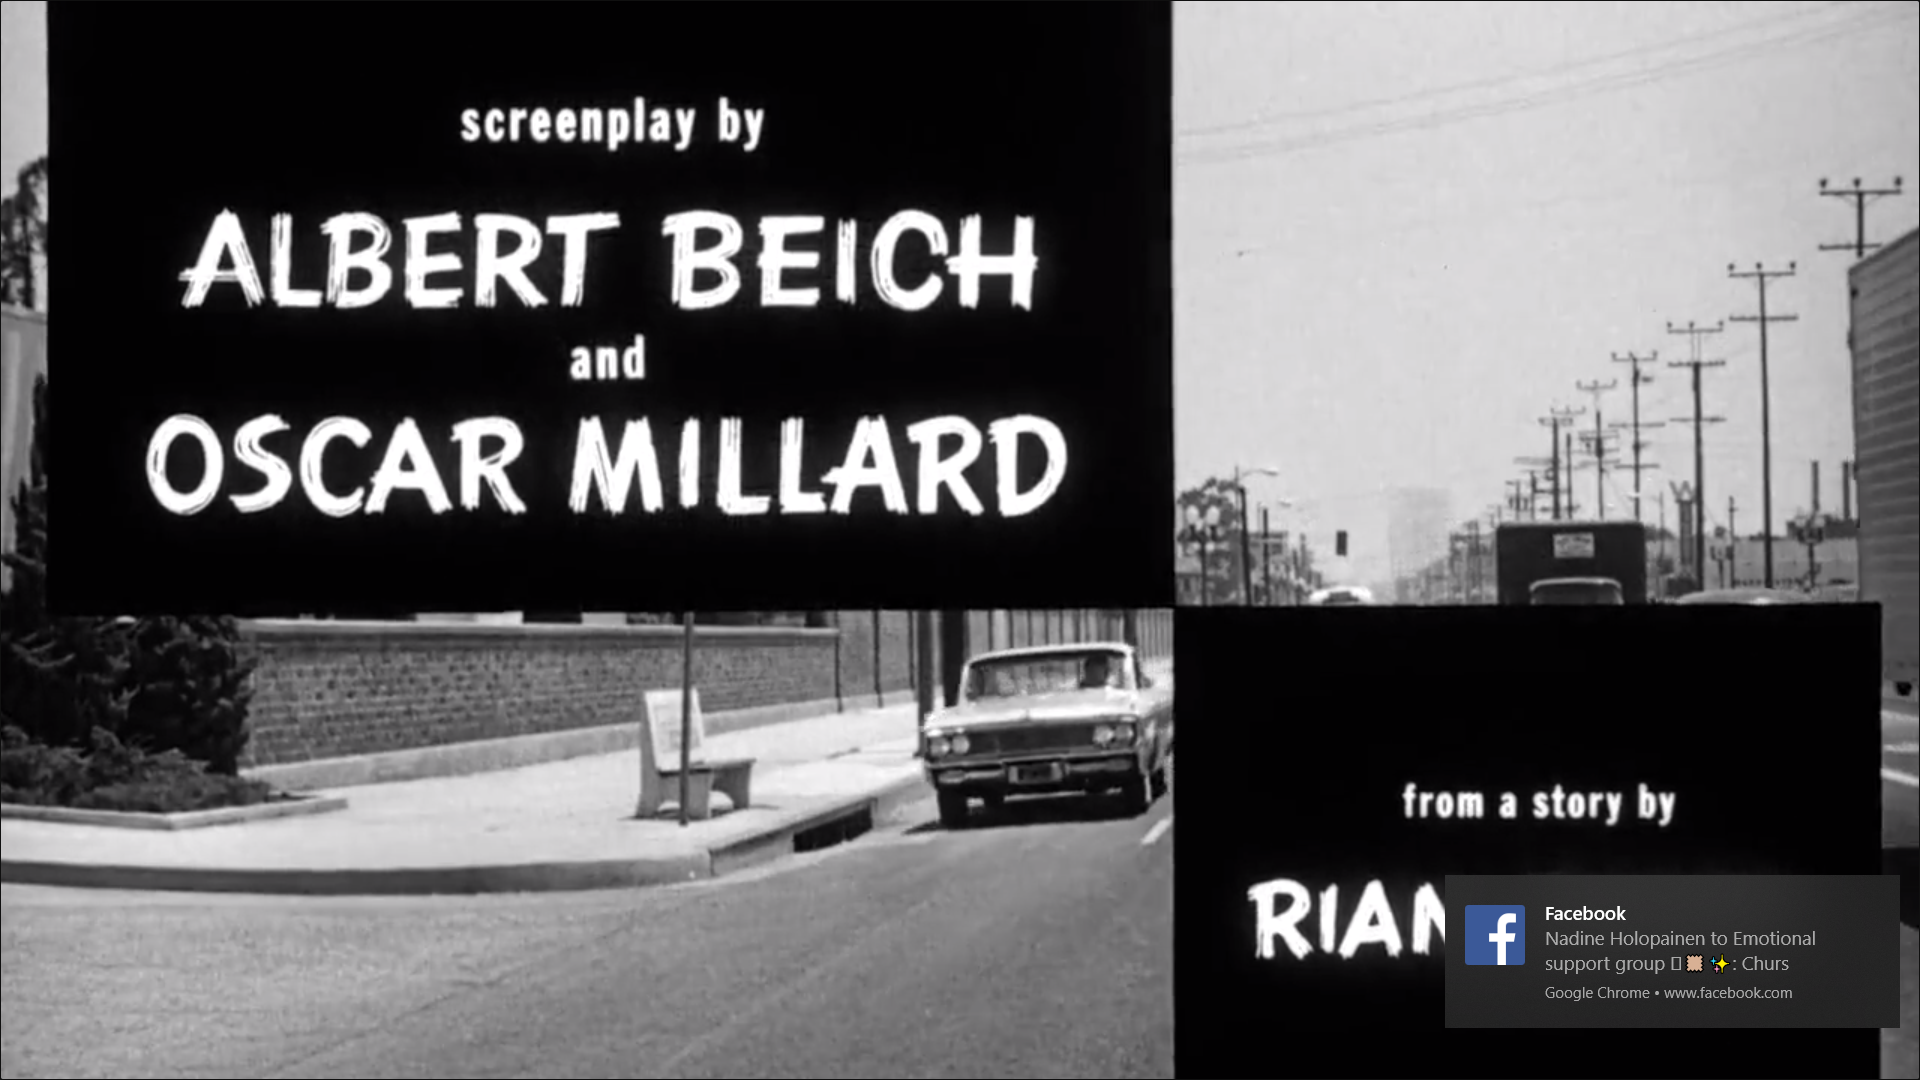 screenplay by
ALBERT BEICH
and
OSCAR MILLARD
from a story by
Facebook
Nadine Holopainen to Emotional
support group 🏼 ✨: Churs
Google Chrome • www.facebook.com